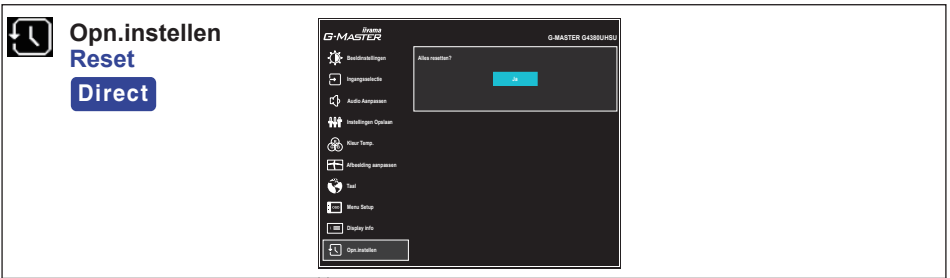 Opn.instellen
Reset
Direct
iiyama
G-MASTER
G-MASTER G4380UHSU
Beeldinstellingen
Alles resetten?
Ingangsselectie
Ja
Audio Aanpassen
Instellingen Opslaan
Kleur Temp.
Afbeelding aanpassen
Taal
OSD
Menu Setup
Display info
Opn.instellen